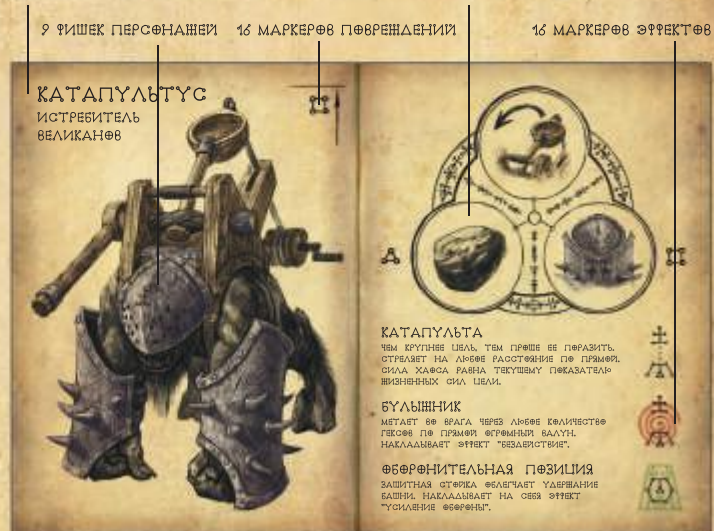 9 ФИШЕК ПЕРСОНАЖЕЙ 16 МАРКЕРОВ ПОВРЕЖДЕНИЙ 16 МАРКЕРОВ ЭФФЕКТОВ
КАТАПУЛЬТУС
ИСТРЕБИТЕЛЬ
ВЕЛИКАНОВ
КАТАПУЛЬТА
ЧЕМ КРУПНЕЕ ЦЕЛЬ, ТЕМ ПРОЩЕ ЕЕ ПОРАЗИТЬ.
СТРЕЛЯЕТ НА ЛЮБОЕ РАССТОЯНИЕ ПО ПРЯМОЙ.
СИЛА ХАОСА РАВНА ТЕКУЩЕМУ ПОКАЗАТЕЛЮ
ЖИЗНЕННЫХ СИЛ ЦЕЛИ.
БУЛЫЖНИК
МЕТАЕТ ВО ВРАГА ЧЕРЕЗ ЛЮБОЕ КОЛИЧЕСТВО
ГЕКСОВ ПО ПРЯМОЙ ОГРОМНЫЙ ВАЛУН.
НАКЛАДЫВАЕТ ЭФФЕКТ "БЕЗДЕЙСТВИЕ".
ОБОРОНИТЕЛЬНАЯ ПОЗИЦИЯ
ЗАЩИТНАЯ СТОЙКА ОБЛЕГЧАЕТ УДЕРЖАНИЕ
БАШНИ. НАКЛАДЫВАЕТ НА СЕБЯ ЭФФЕКТ
"УСИЛЕНИЕ ОБОРОНЫ".